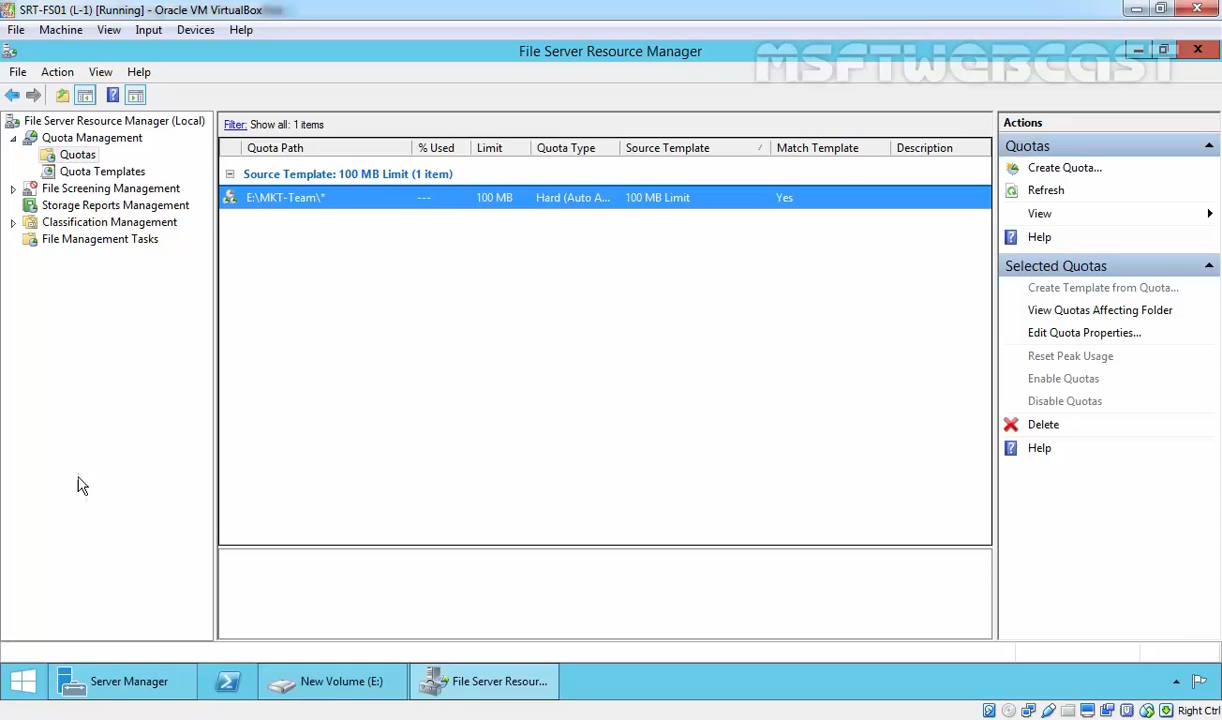 SRT-FS01 (L-1) [Running] - Oracle VM VirtualBox
File Machine View Input Devices Help
File Server Resource Manager
MSFTWEBCAST
File Action View Help
File Server Resource Manager (Local)
Quota Management
Quotas
Quota Templates
File Screening Management
Storage Reports Management
Classification Management
File Management Tasks
Filter: Show all: 1 items
Quota Path % Used Limit Quota Type Source Template Match Template Description
Source Template: 100 MB Limit (1 item)
E:\MKT-Team\* --- 100 MB Hard (Auto A... 100 MB Limit Yes
Actions
Quotas
Create Quota...
Refresh
View
Help
Selected Quotas
Create Template from Quota...
View Quotas Affecting Folder
Edit Quota Properties...
Reset Peak Usage
Enable Quotas
Disable Quotas
Delete
Help
Server Manager
New Volume (E:)
File Server Resour...
Right Ctrl